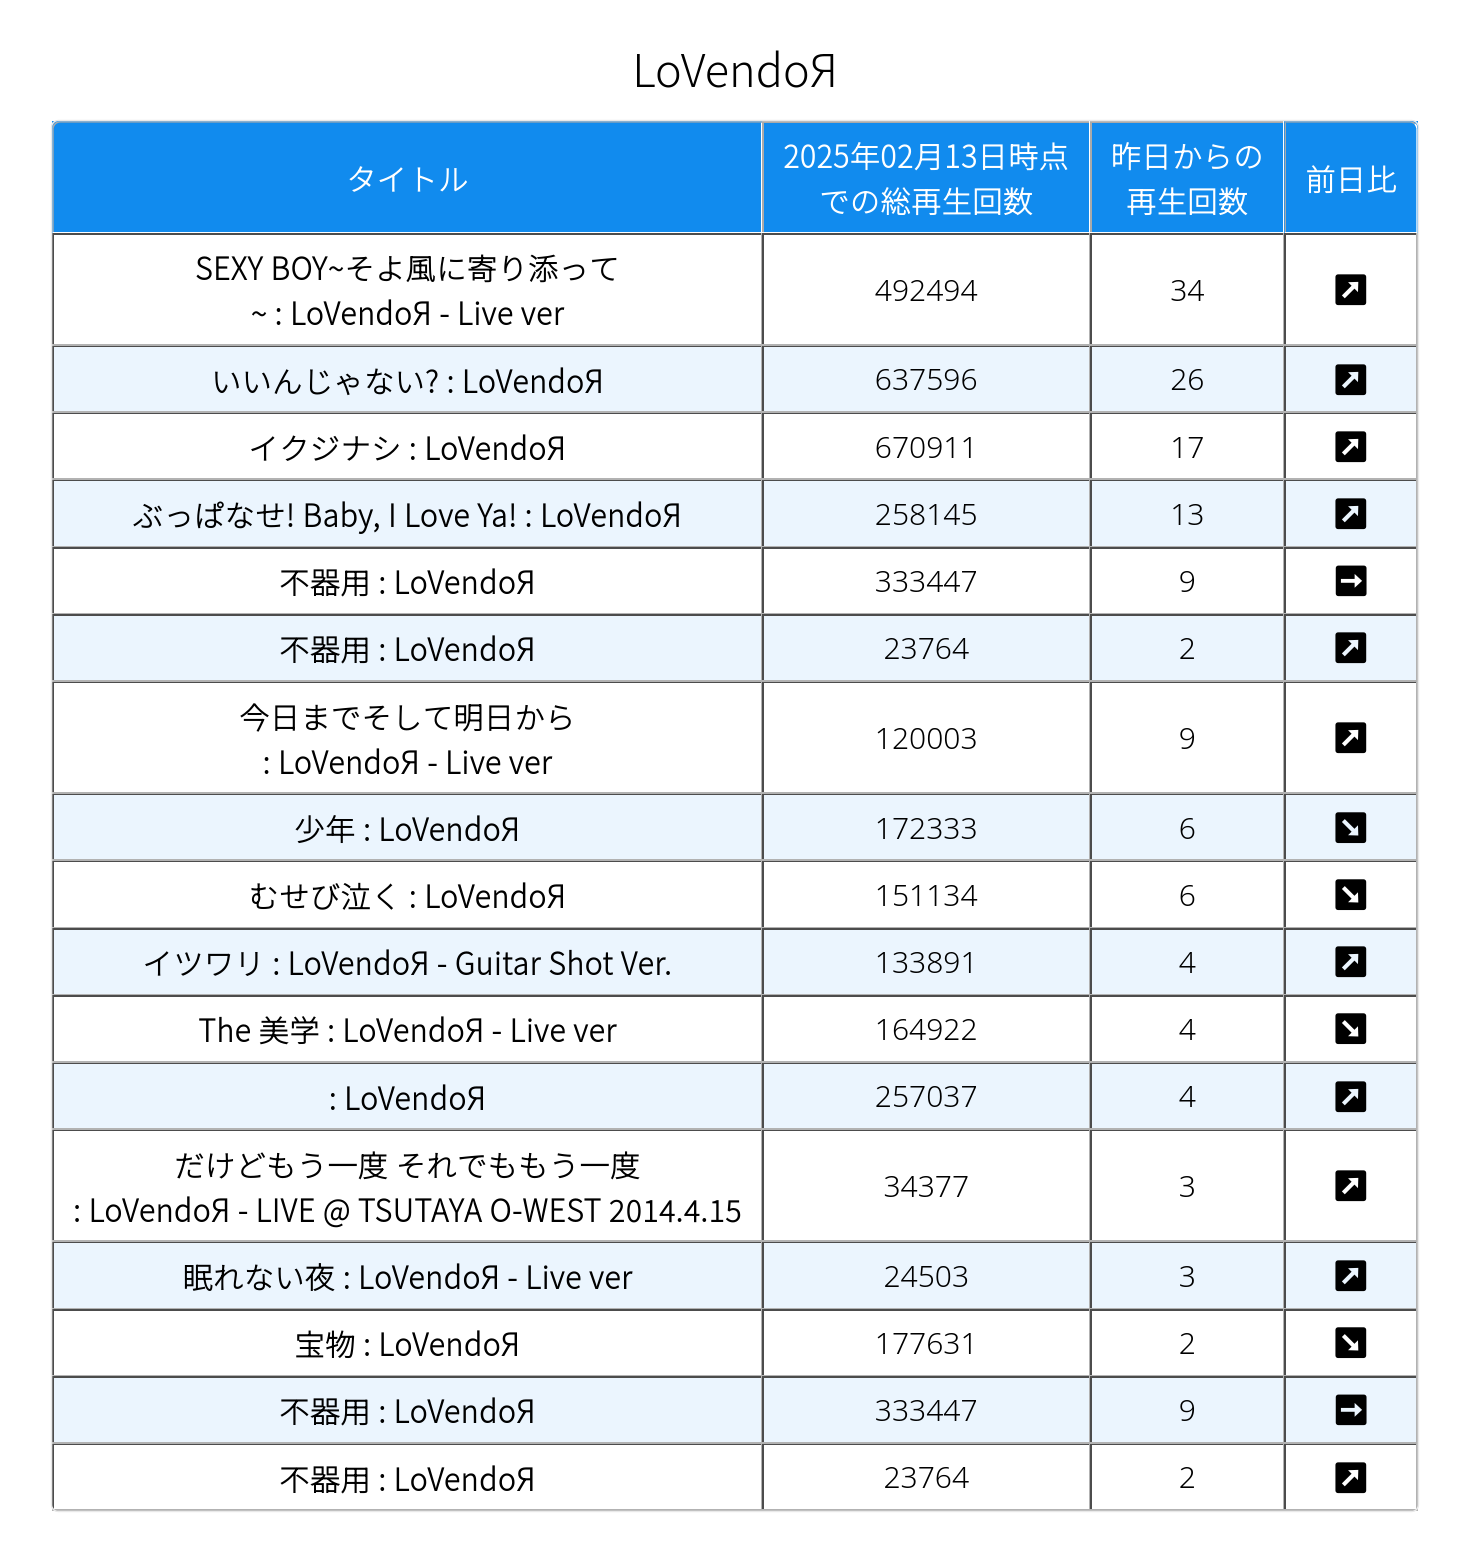 LoVendoЯ
タイトル
2025年02月13日時点
での総再生回数
昨日からの
再生回数
前日比
SEXY BOY~そよ風に寄り添って
~ : LoVendoЯ - Live ver
492494
34
いいんじゃない? : LoVendoЯ
637596
26
イクジナシ : LoVendoЯ
670911
17
ぶっぱなせ! Baby, I Love Ya! : LoVendoЯ
258145
13
不器用 : LoVendoЯ
333447
9
不器用 : LoVendoЯ
23764
2
今日までそして明日から
: LoVendoЯ - Live ver
120003
9
少年 : LoVendoЯ
172333
6
むせび泣く : LoVendoЯ
151134
6
イツワリ : LoVendoЯ - Guitar Shot Ver.
133891
4
The 美学 : LoVendoЯ - Live ver
164922
4
: LoVendoЯ
257037
4
だけどもう一度 それでももう一度
: LoVendoЯ - LIVE @ TSUTAYA O-WEST 2014.4.15
34377
3
眠れない夜 : LoVendoЯ - Live ver
24503
3
宝物 : LoVendoЯ
177631
2
不器用 : LoVendoЯ
333447
9
不器用 : LoVendoЯ
23764
2